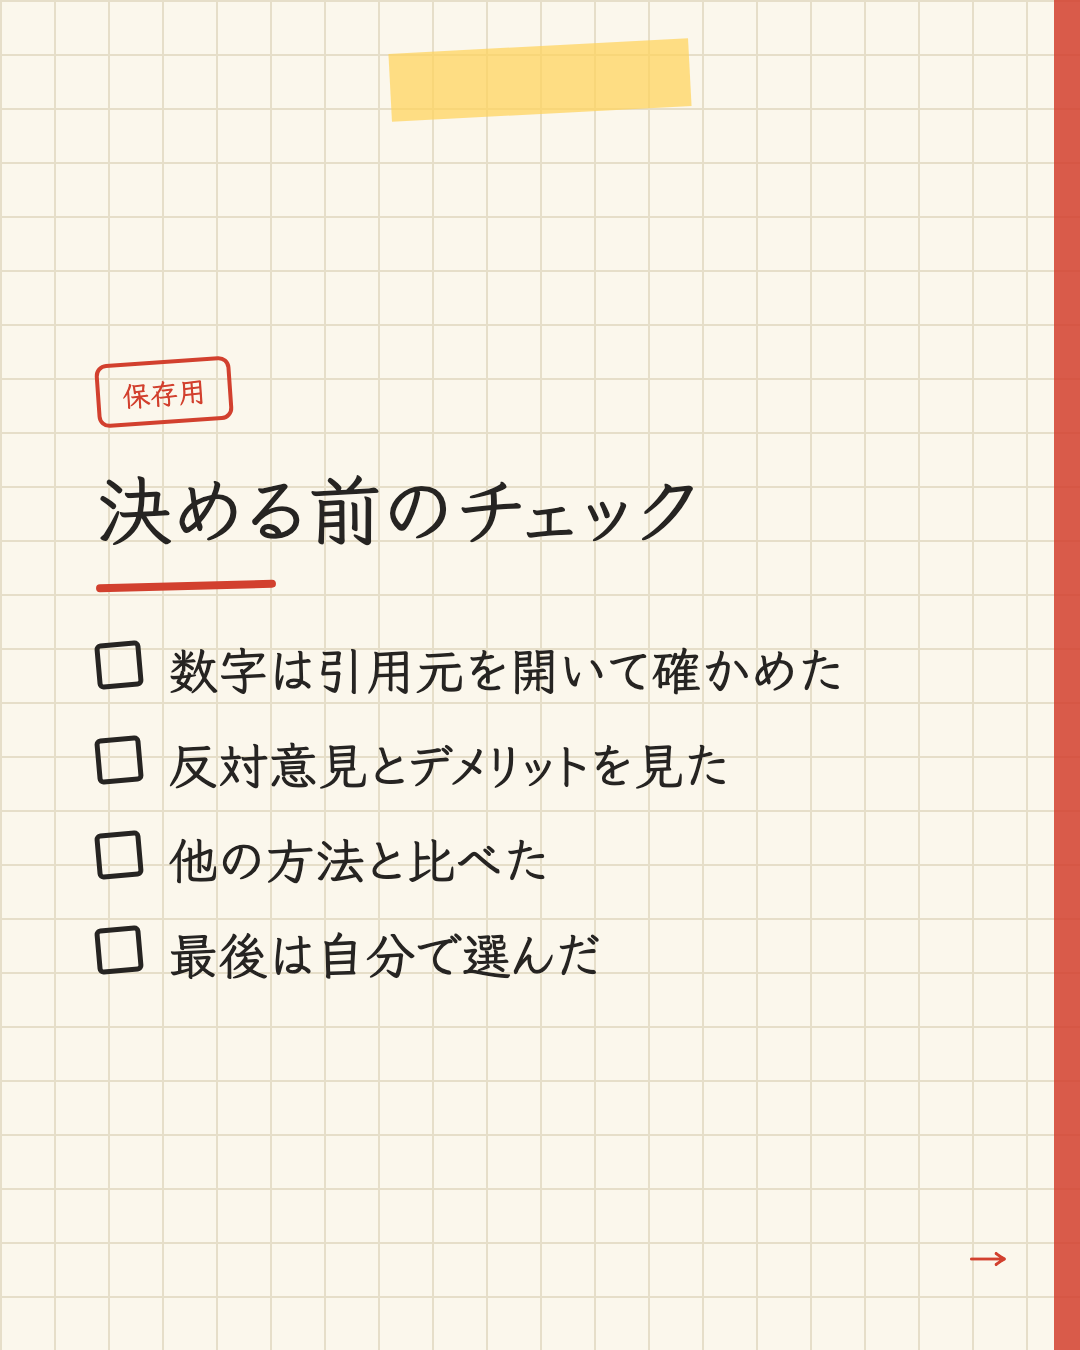 保存用
決める前のチェック
数字は引用元を開いて確かめた
反対意見とデメリットを見た
他の方法と比べた
最後は自分で選んだ
→